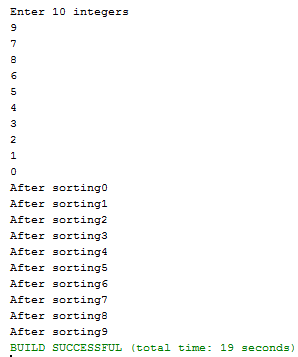 Enter 10 integers
9
7
8
6
5
4
3
2
1
0
After sorting0
After sorting1
After sorting2
After sorting3
After sorting4
After sorting5
After sorting6
After sorting7
After sorting8
After sorting9
BUILD SUCCESSFUL (total time: 19 seconds)